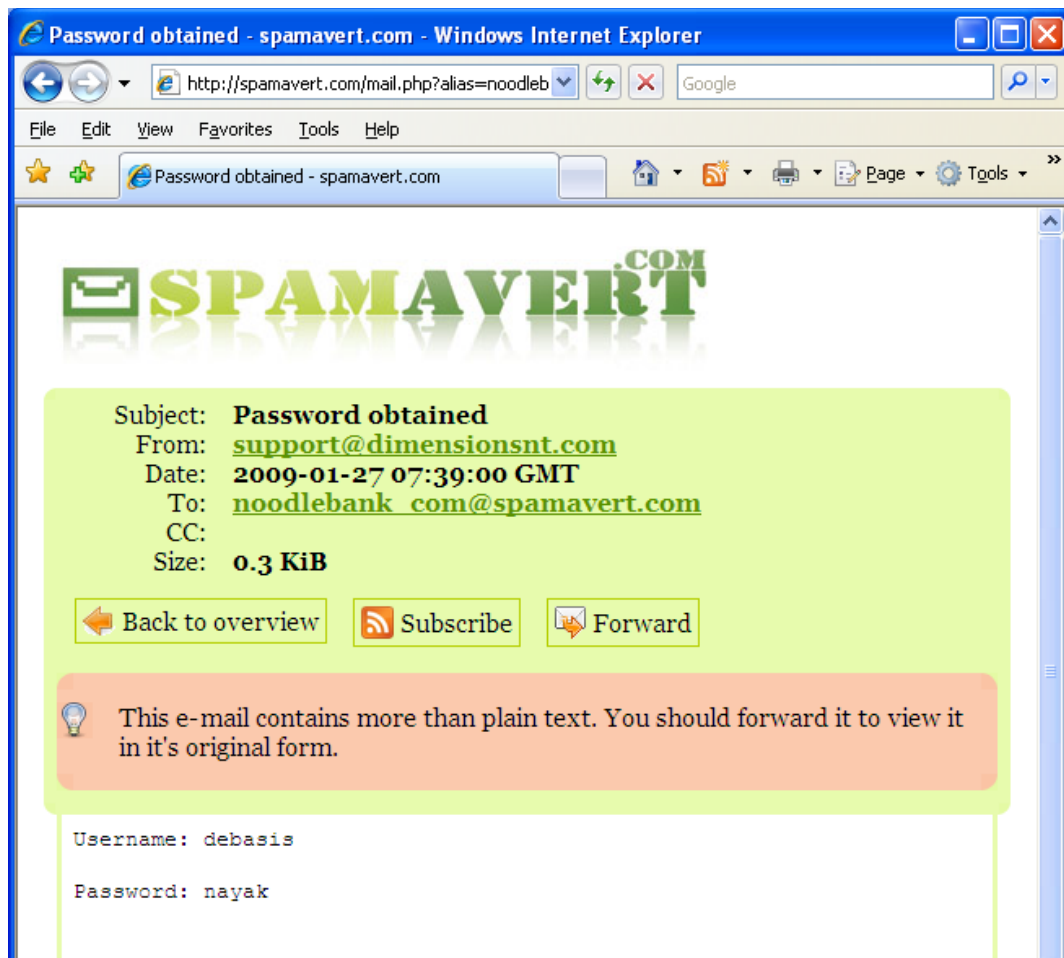 Password obtained - spamavert.com - Windows Internet Explorer
http://spamavert.com/mail.php?alias=noodleb Google
File Edit View Favorites Tools Help
Password obtained - spamavert.com Page Tools »
SPAMAVERT.COM
Subject: Password obtained
From: support@dimensionsnt.com
Date: 2009-01-27 07:39:00 GMT
To: noodlebank_com@spamavert.com
CC:
Size: 0.3 KiB
Back to overview Subscribe Forward
This e-mail contains more than plain text. You should forward it to view it
in it's original form.
Username: debasis
Password: nayak